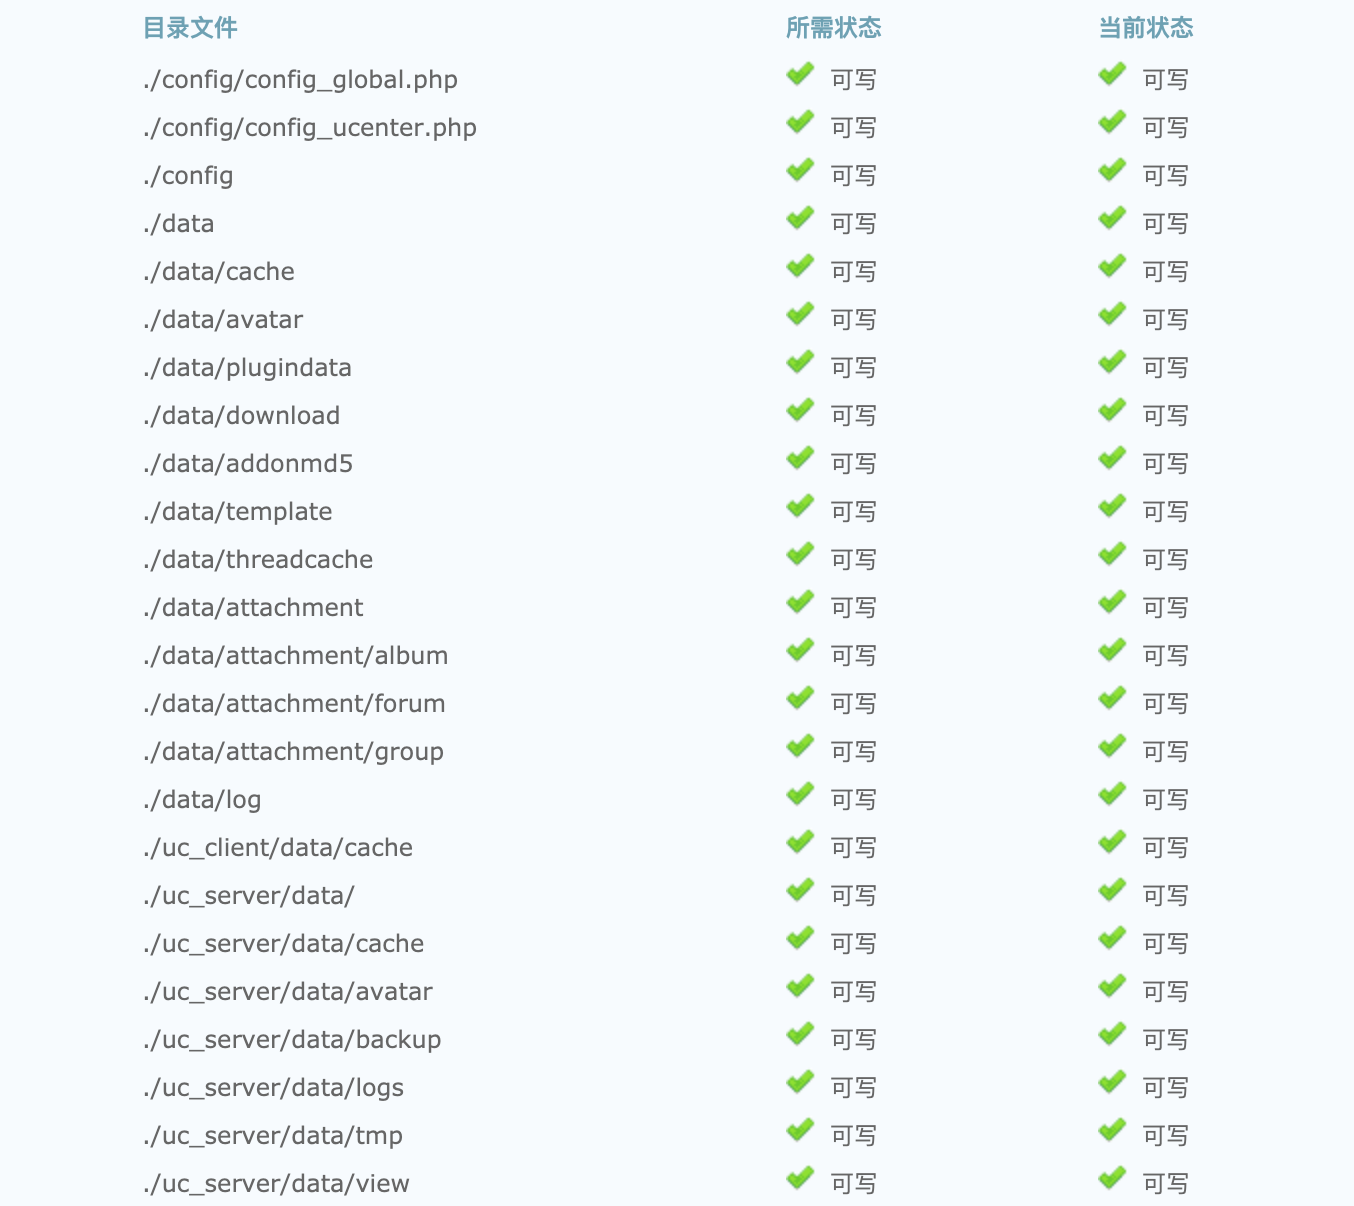 目录文件 所需状态 当前状态
./config/config_global.php 可写 可写
./config/config_ucenter.php 可写 可写
./config 可写 可写
./data 可写 可写
./data/cache 可写 可写
./data/avatar 可写 可写
./data/plugindata 可写 可写
./data/download 可写 可写
./data/addonmd5 可写 可写
./data/template 可写 可写
./data/threadcache 可写 可写
./data/attachment 可写 可写
./data/attachment/album 可写 可写
./data/attachment/forum 可写 可写
./data/attachment/group 可写 可写
./data/log 可写 可写
./uc_client/data/cache 可写 可写
./uc_server/data/ 可写 可写
./uc_server/data/cache 可写 可写
./uc_server/data/avatar 可写 可写
./uc_server/data/backup 可写 可写
./uc_server/data/logs 可写 可写
./uc_server/data/tmp 可写 可写
./uc_server/data/view 可写 可写